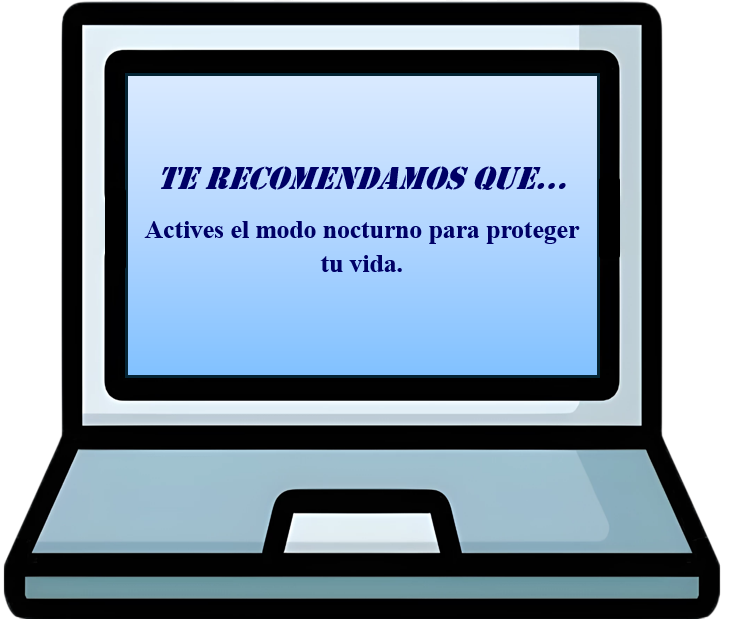 TE RECOMENDAMOS QUE...
Actives el modo nocturno para proteger
tu vida.